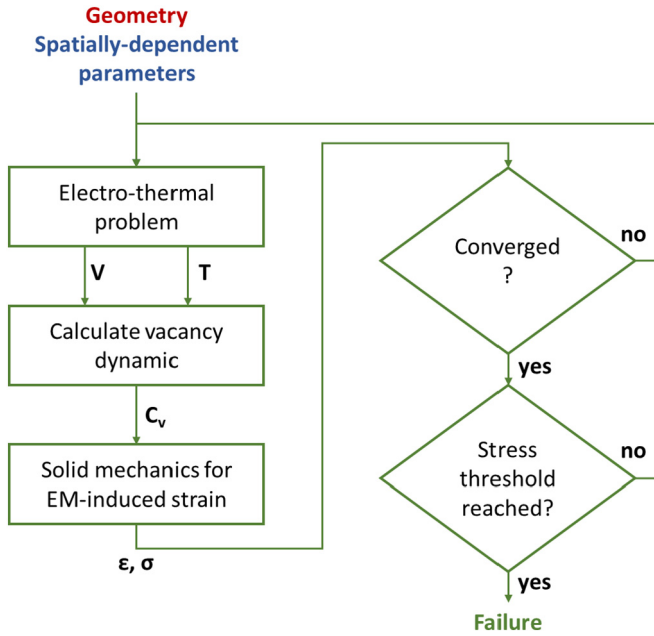 Geometry
Spatially-dependent
parameters
Electro-thermal
problem
V
T
Calculate vacancy
dynamic
Cᵥ
Solid mechanics for
EM-induced strain
ε, σ
Converged
?
no
yes
Stress
threshold
reached?
no
yes
Failure